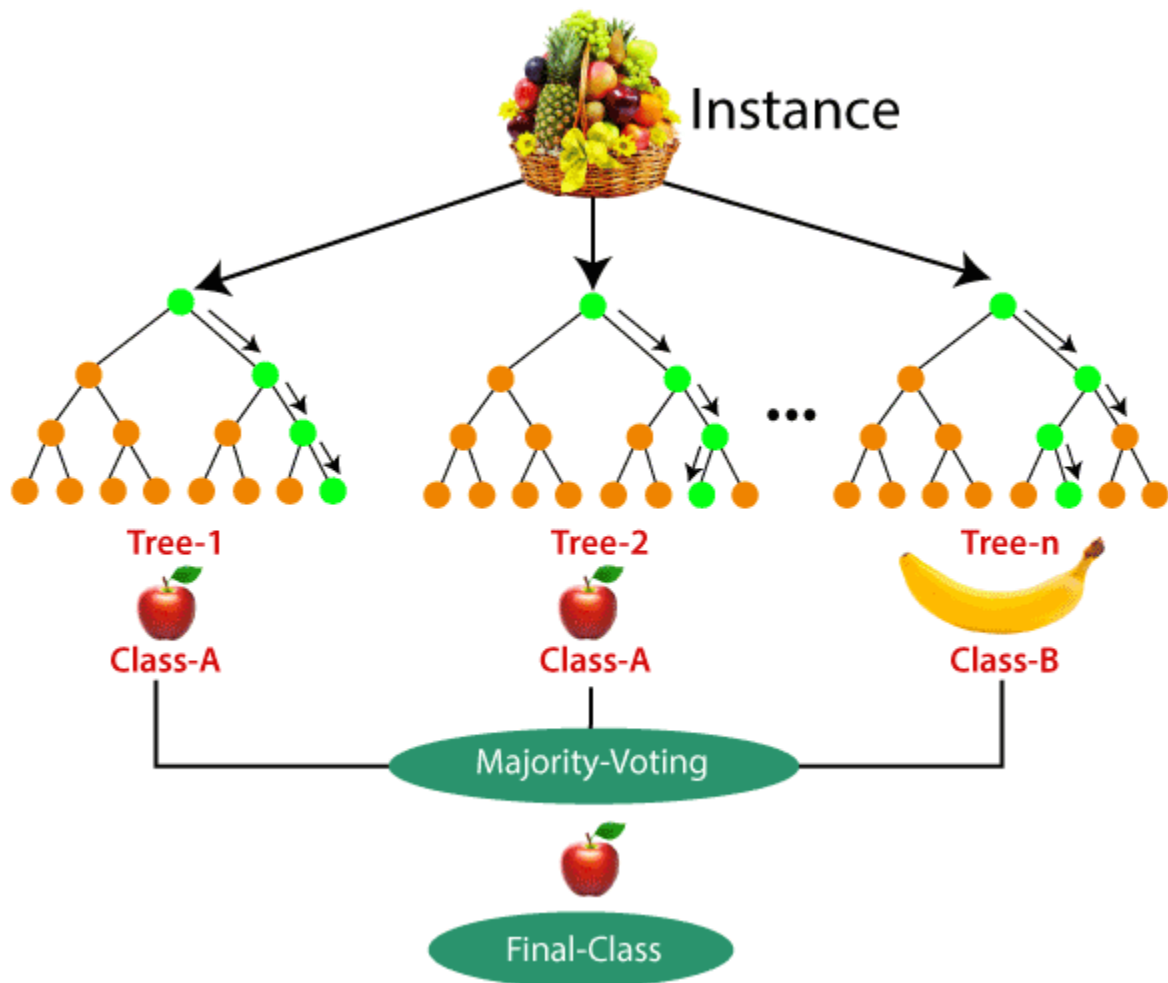 Instance
Tree-1
Tree-2
Tree-n
Class-A
Class-A
Class-B
Majority-Voting
Final-Class